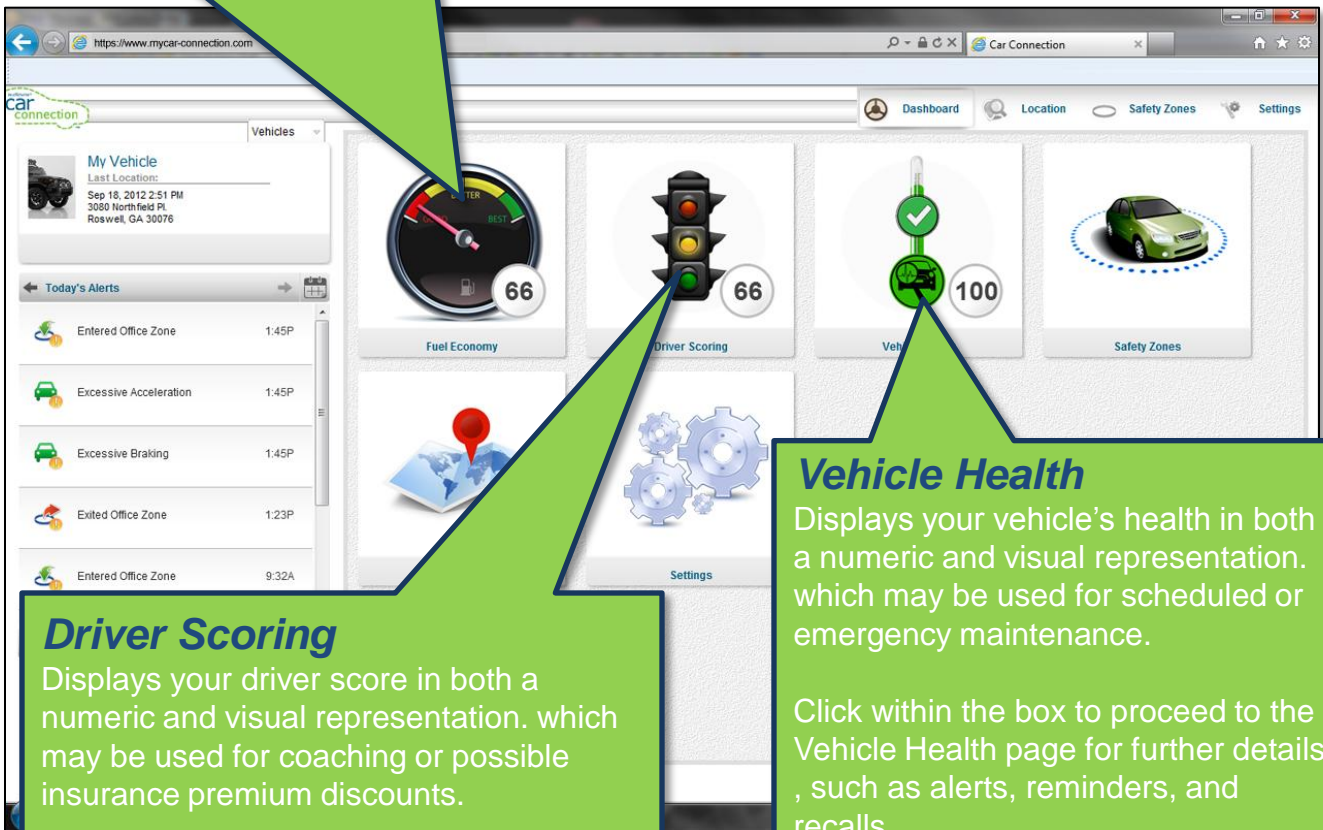 https://www.mycar-connection.com
Car Connection
car
connection
Dashboard
Location
Safety Zones
Settings
Vehicles
My Vehicle
Last Location:
Sep 18, 2012 2:51 PM
3080 Northfield Pl.
Roswell, GA 30076
Today's Alerts
Entered Office Zone 1:45P
Excessive Acceleration 1:45P
Excessive Braking 1:45P
Exited Office Zone 1:23P
Entered Office Zone 9:32A
BEST
66
Fuel Economy
66
Driver Scoring
100
Safety Zones
Settings
Driver Scoring
Displays your driver score in both a
numeric and visual representation. which
may be used for coaching or possible
insurance premium discounts.
Vehicle Health
Displays your vehicle’s health in both
a numeric and visual representation.
which may be used for scheduled or
emergency maintenance.
Click within the box to proceed to the
Vehicle Health page for further details
, such as alerts, reminders, and
recalls